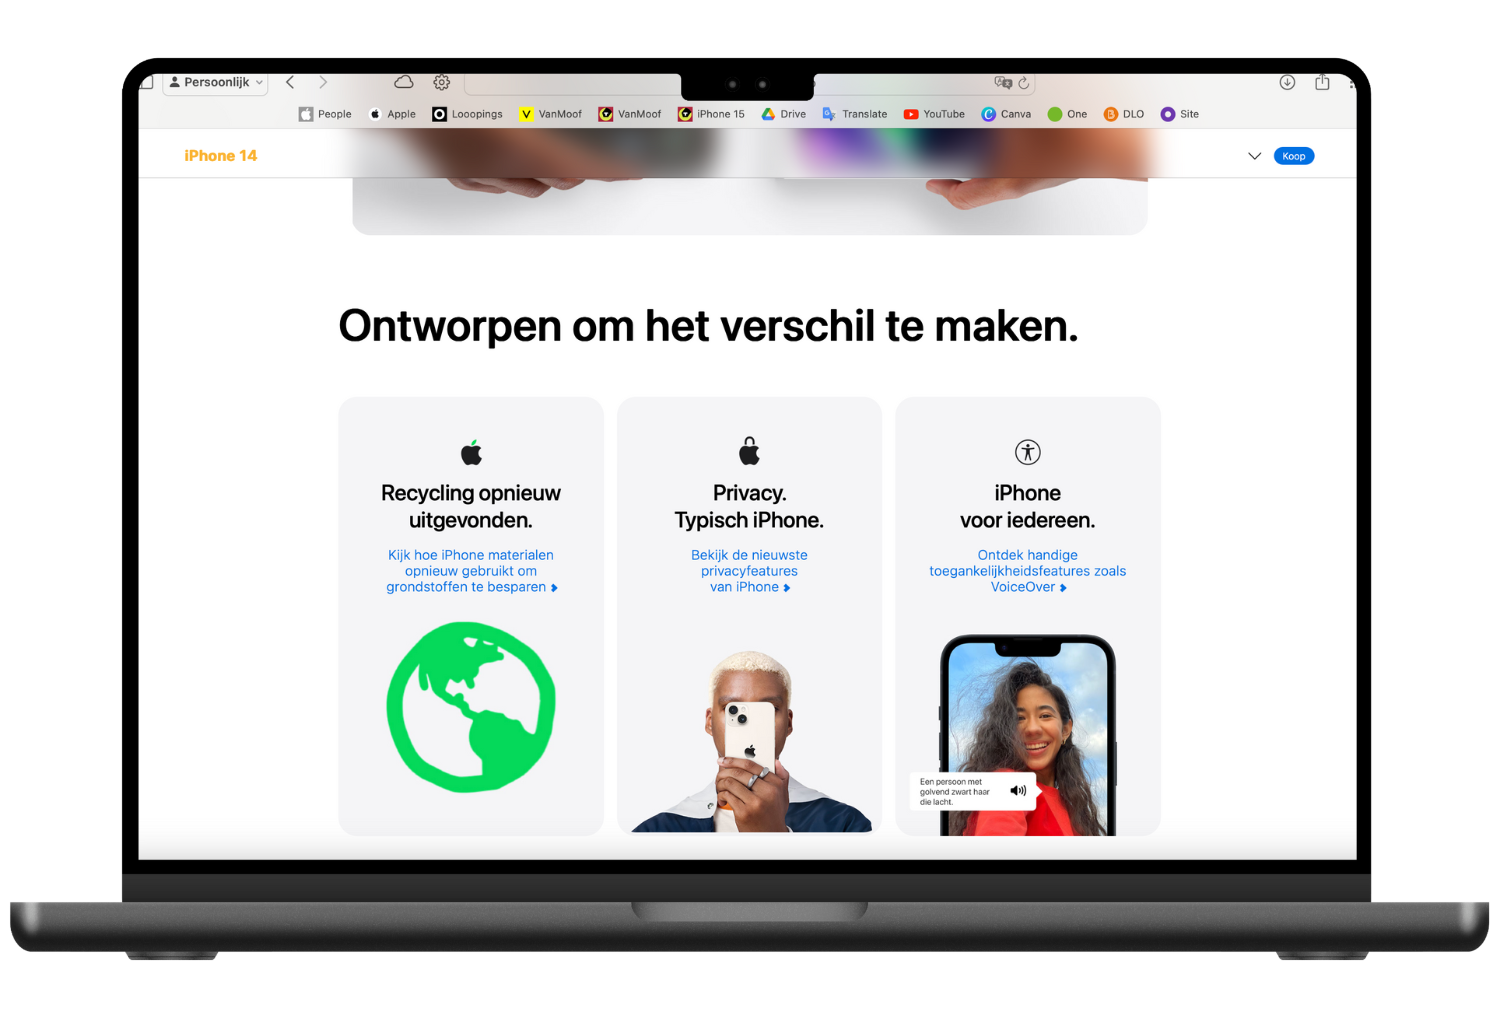 Persoonlijk
People Apple Looopings VanMoof VanMoof iPhone 15 Drive Translate YouTube Canva One DLO Site
iPhone 14
Koop
Ontworpen om het verschil te maken.
Recycling opnieuw
uitgevonden.
Kijk hoe iPhone materialen
opnieuw gebruikt om
grondstoffen te besparen
Privacy.
Typisch iPhone.
Bekijk de nieuwste
privacyfeatures
van iPhone
iPhone
voor iedereen.
Ontdek handige
toegankelijkheidsfeatures zoals
VoiceOver
Een persoon met
golvend zwart haar
die lacht.